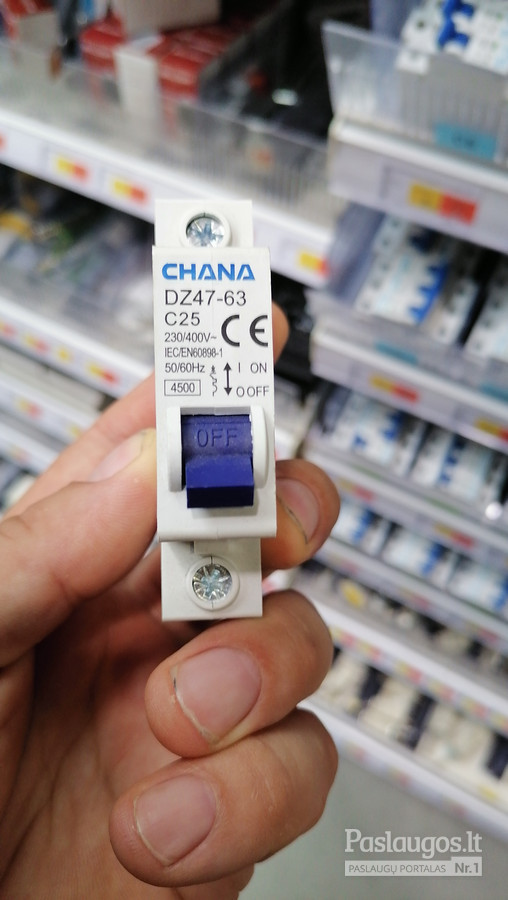 CHANA
DZ47-63
C25
230/400V~ CE
IEC/EN60898-1
50/60Hz I ON
4500 O OFF
OFF
Paslaugos.lt
PASLAUGŲ PORTALAS Nr.1